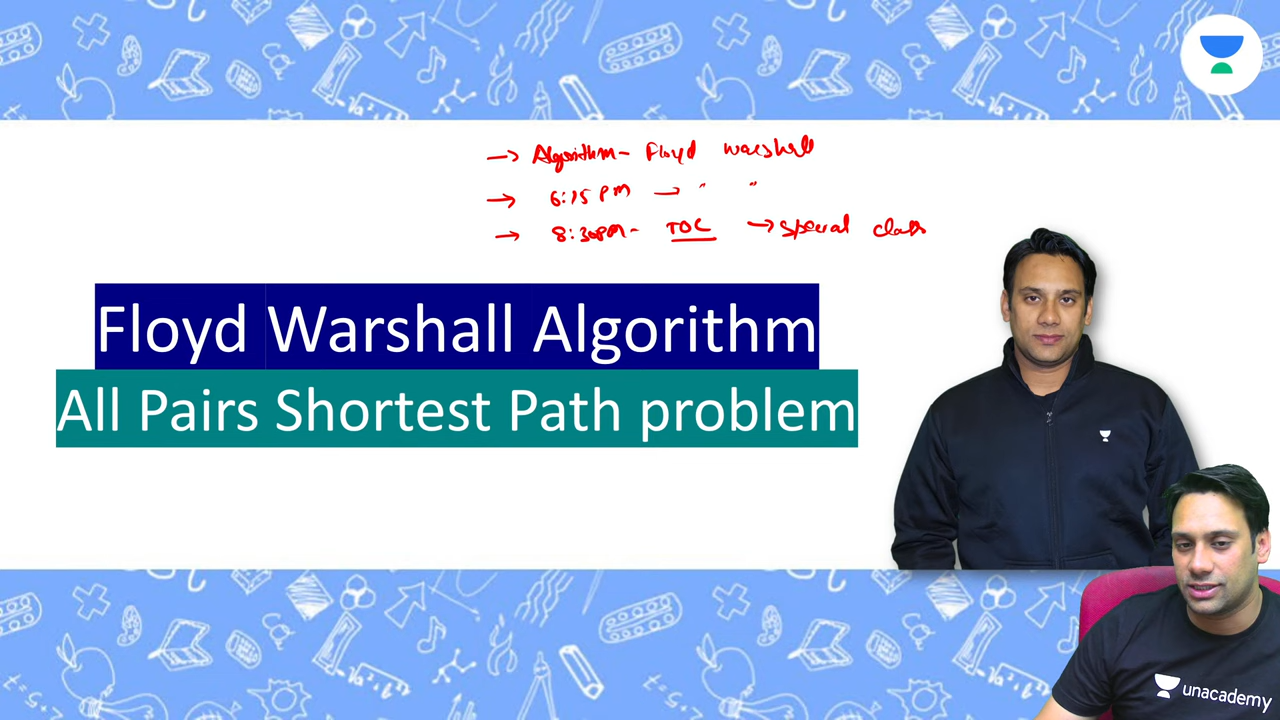 → Algorithm - Floyd warshall
→ 6:15 PM → " "
→ 8:30PM - TOC → special class
Floyd Warshall Algorithm
All Pairs Shortest Path problem
unacademy